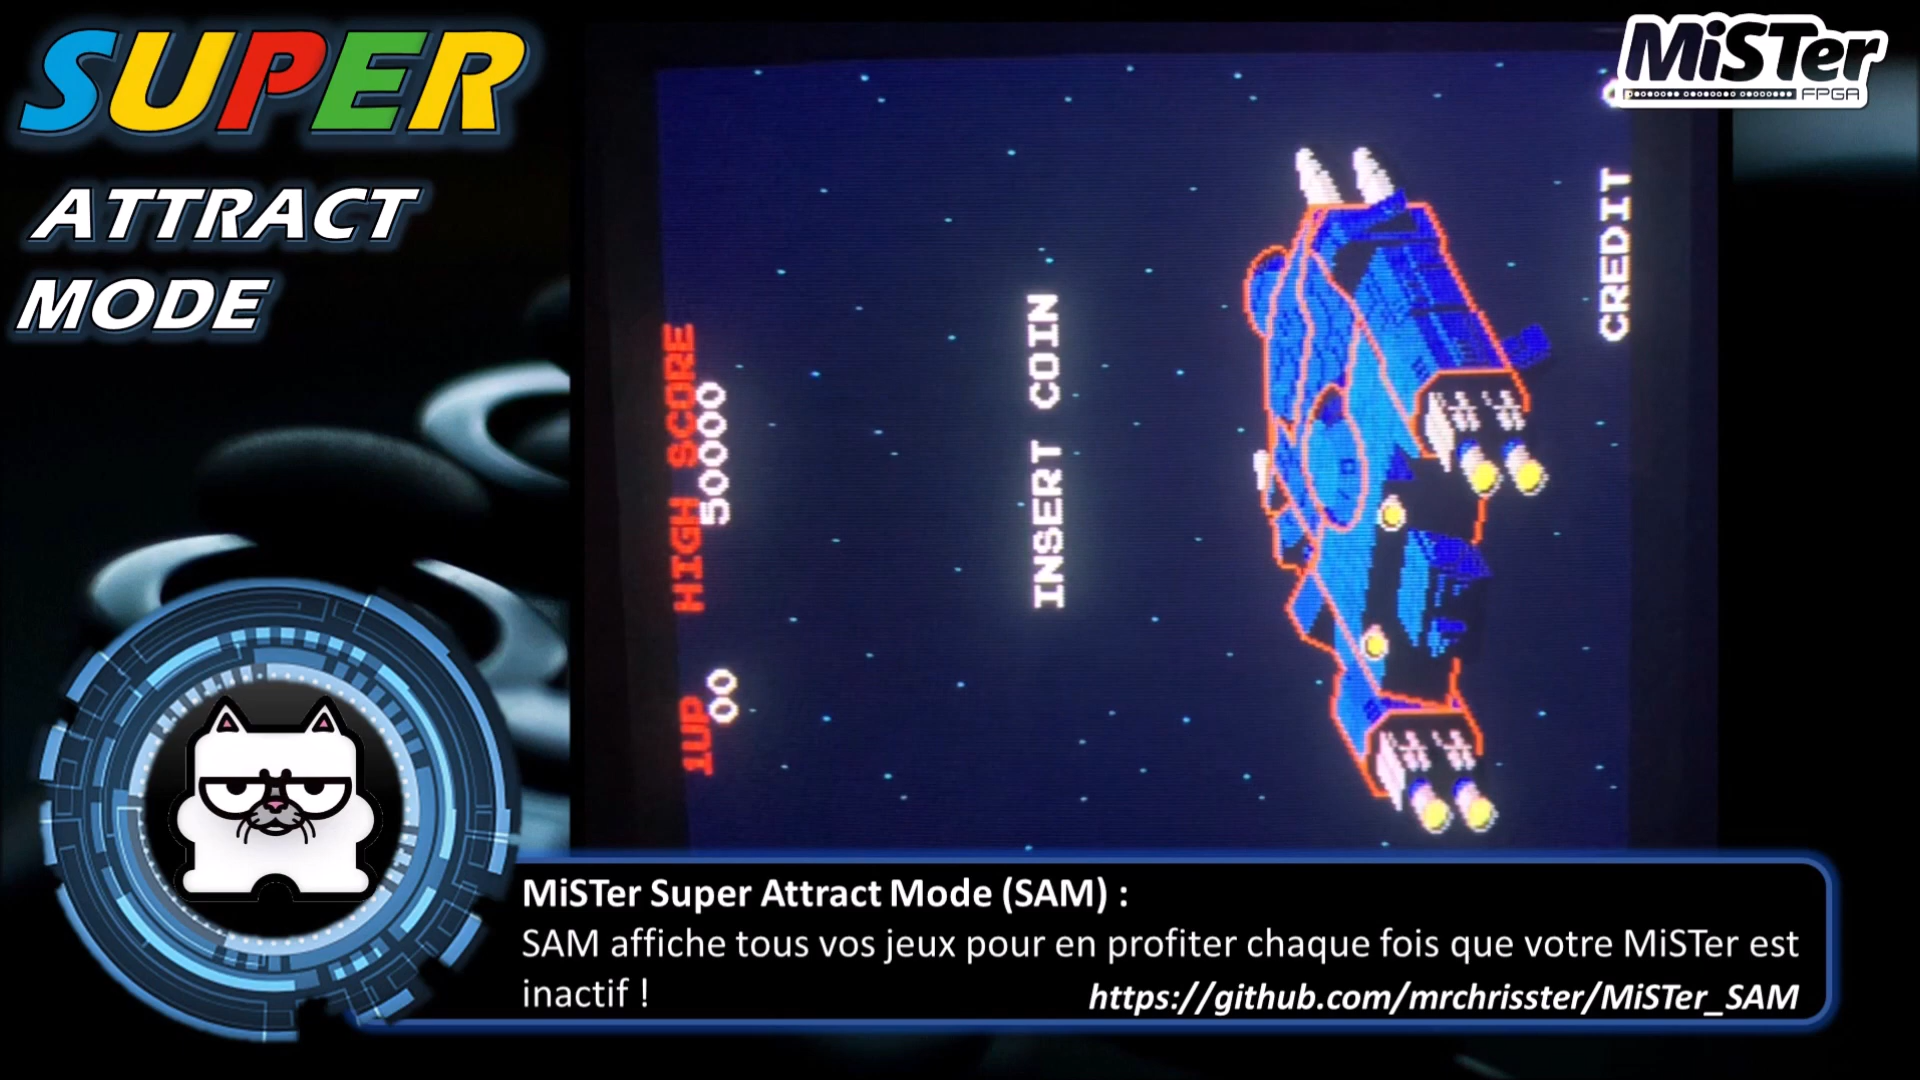 SUPER
ATTRACT
MODE
MiSTer
FPGA
HIGH SCORE
50000
1UP
00
INSERT COIN
CREDIT
MiSTer Super Attract Mode (SAM) :
SAM affiche tous vos jeux pour en profiter chaque fois que votre MiSTer est
inactif !
https://github.com/mrchrisster/MiSTer_SAM